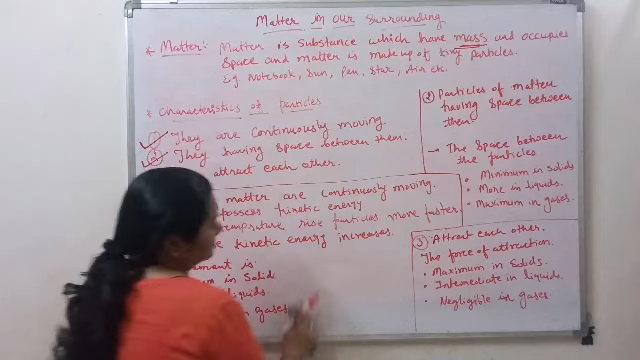 Matter in our Surrounding
* Matter:- Matter is Substance which have mass and occupies
Space and matter is makeup of tiny particles.
E.g. Notebook, Sun, Pen, Star, Air etc.
* Characteristics of particles
① They are continuously moving.
② They having space between them.
attract each other.
matter are continuously moving.
possess kinetic energy.
temprature rise particles move faster
kinetic energy increases.
is:
in Solid
liquids.
gases
② Particles of matter
having space between
them.
→ The Space between
the particles
• Minimum in Solids
• More in liquids.
• Maximum in gases.
③ Attract each other.
The force of attraction.
• Maximum in Solids.
• Intermediate in liquids.
• Negligible in gases.